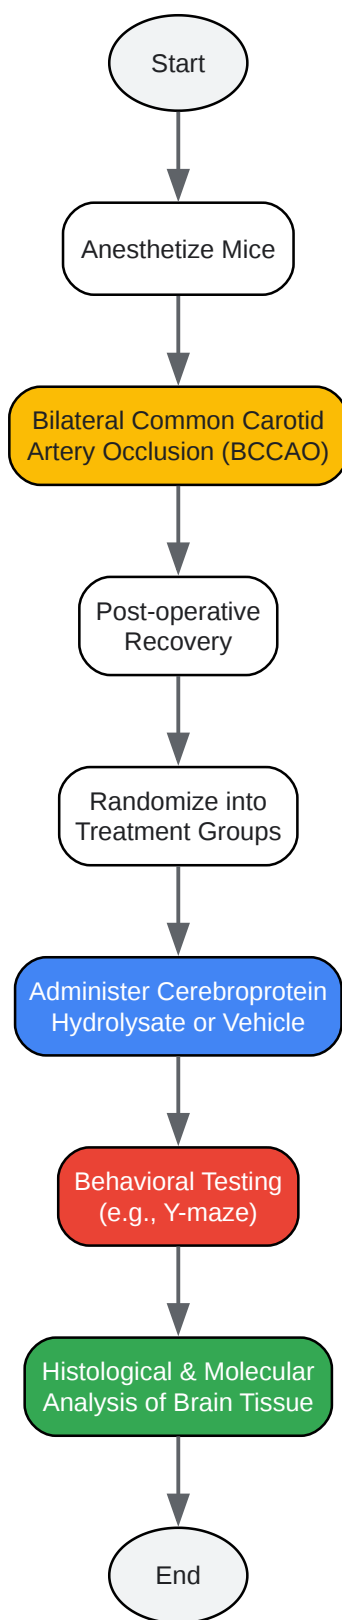 Start
Anesthetize Mice
Bilateral Common Carotid
Artery Occlusion (BCCAO)
Post-operative
Recovery
Randomize into
Treatment Groups
Administer Cerebroprotein
Hydrolysate or Vehicle
Behavioral Testing
(e.g., Y-maze)
Histological & Molecular
Analysis of Brain Tissue
End